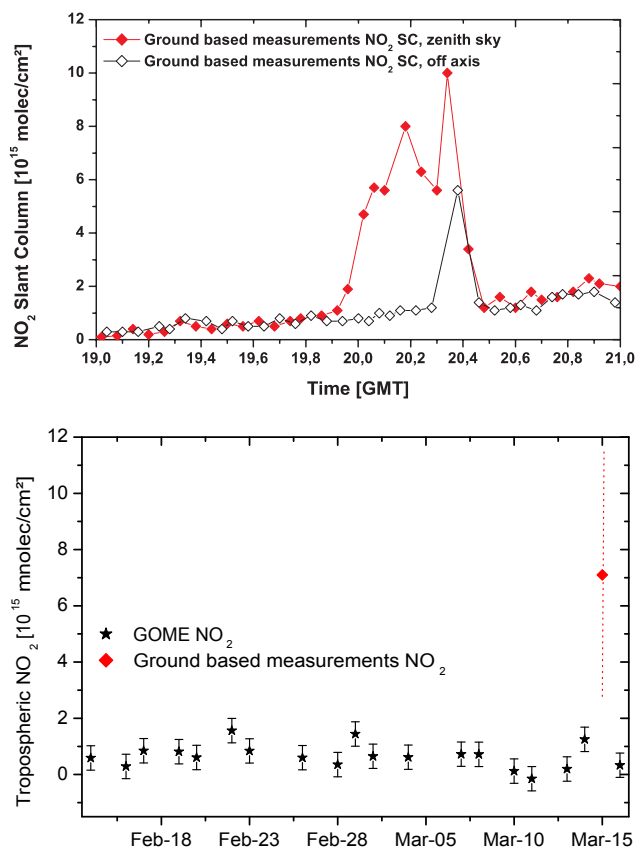 Ground based measurements NO2 SC, zenith sky
Ground based measurements NO2 SC, off axis
NO2 Slant Column [10^15 molec/cm²]
12
10
8
6
4
2
0
19,0 19,2 19,4 19,6 19,8 20,0 20,2 20,4 20,6 20,8 21,0
Time [GMT]
Topospheric NO2 [10^15 mnolec/cm²]
12
10
8
6
4
2
0
GOME NO2
Ground based measurements NO2
Feb-18 Feb-23 Feb-28 Mar-05 Mar-10 Mar-15